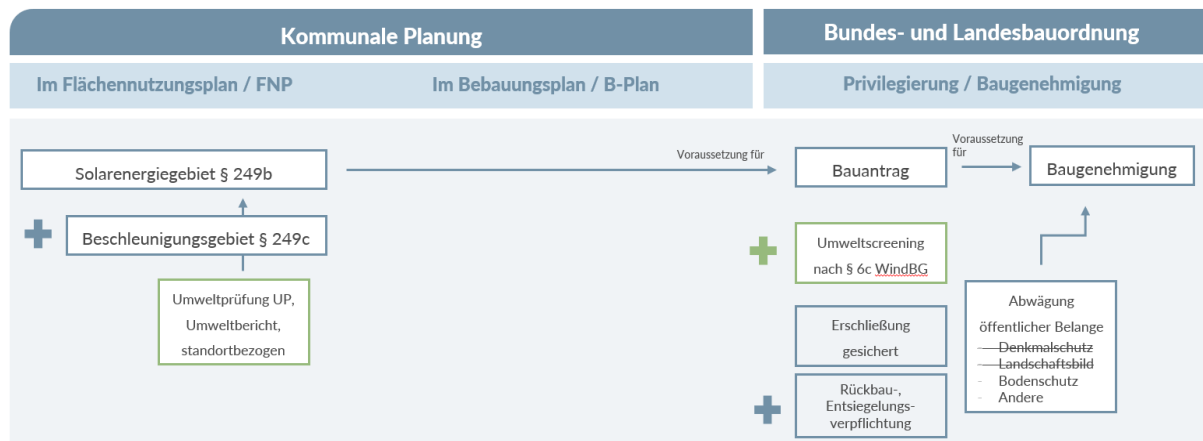 Kommunale Planung
Bundes- und Landesbauordnung
Im Flächennutzungsplan / FNP
Im Bebauungsplan / B-Plan
Privilegierung / Baugenehmigung
Solarenergiegebiet § 249b
Voraussetzung für
Bauantrag
Voraussetzung
für
Baugenehmigung
Beschleunigungsgebiet § 249c
Umweltprüfung UP,
Umweltbericht,
standortbezogen
Umweltscreening
nach § 6c WindBG
Erschließung
gesichert
Rückbau-,
Entsiegelungs-
verpflichtung
Abwägung
öffentlicher Belange
- Denkmalschutz
- Landschaftsbild
- Bodenschutz
- Andere